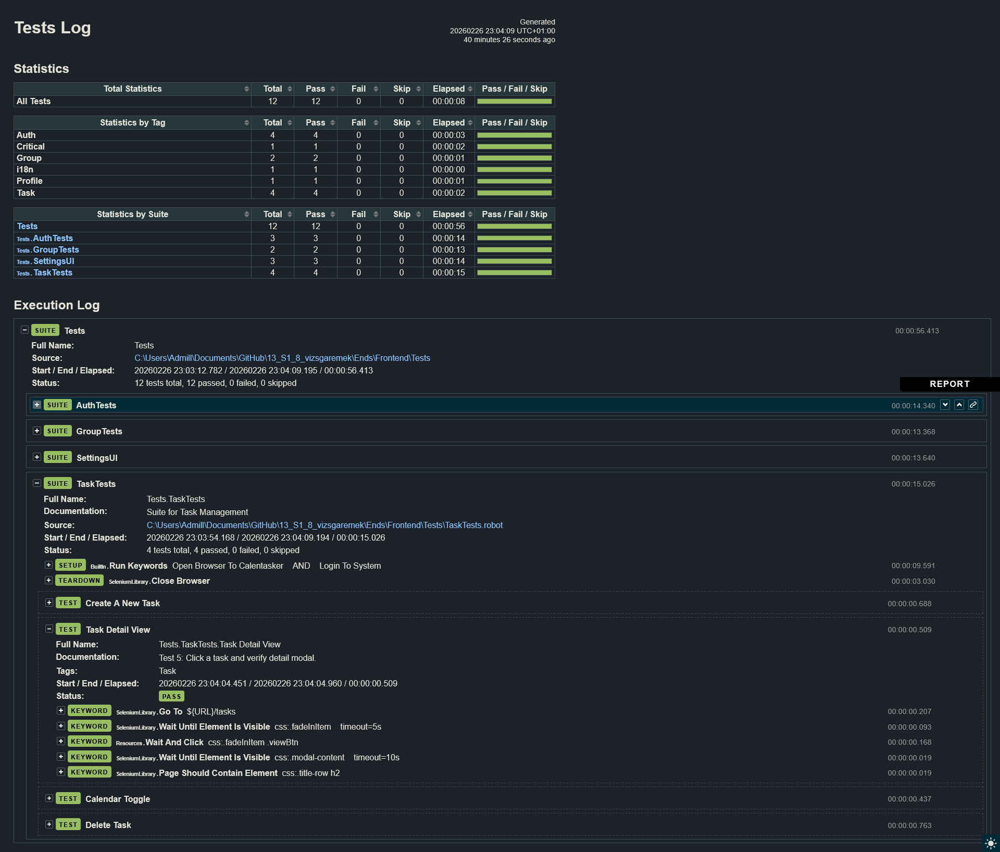 Tests Log
Generated
20260226 23:04:09 UTC+01:00
40 minutes 26 seconds ago
Statistics
Total Statistics Total Pass Fail Skip Elapsed Pass / Fail / Skip
All Tests 12 12 0 0 00:00:08
Statistics by Tag Total Pass Fail Skip Elapsed Pass / Fail / Skip
Auth 4 4 0 0 00:00:03
Critical 1 1 0 0 00:00:02
Group 2 2 0 0 00:00:01
i18n 1 1 0 0 00:00:00
Profile 1 1 0 0 00:00:01
Task 4 4 0 0 00:00:02
Statistics by Suite Total Pass Fail Skip Elapsed Pass / Fail / Skip
Tests 12 12 0 0 00:00:56
Tests.AuthTests 3 3 0 0 00:00:14
Tests.GroupTests 2 2 0 0 00:00:13
Tests.SettingsUI 3 3 0 0 00:00:14
Tests.TaskTests 4 4 0 0 00:00:15
Execution Log
SUITE Tests 00:00:56.413
Full Name: Tests
Source: C:\Users\Admill\Documents\GitHub\13_S1_8_vizsgaremek\Ends\Frontend\Tests
Start / End / Elapsed: 20260226 23:03:12.782 / 20260226 23:04:09.195 / 00:00:56.413
Status: 12 tests total, 12 passed, 0 failed, 0 skipped
REPORT
SUITE AuthTests 00:00:14.340
SUITE GroupTests 00:00:13.368
SUITE SettingsUI 00:00:13.640
SUITE TaskTests 00:00:15.026
Full Name: Tests.TaskTests
Documentation: Suite for Task Management
Source: C:\Users\Admill\Documents\GitHub\13_S1_8_vizsgaremek\Ends\Frontend\Tests\TaskTests.robot
Start / End / Elapsed: 20260226 23:03:54.168 / 20260226 23:04:09.194 / 00:00:15.026
Status: 4 tests total, 4 passed, 0 failed, 0 skipped
SETUP BuiltIn.Run Keywords Open Browser To Calentasker AND Login To System 00:00:09.591
TEARDOWN SeleniumLibrary.Close Browser 00:00:03.030
TEST Create A New Task 00:00:00.688
TEST Task Detail View 00:00:00.509
Full Name: Tests.TaskTests.Task Detail View
Documentation: Test 5: Click a task and verify detail modal.
Tags: Task
Start / End / Elapsed: 20260226 23:04:04.451 / 20260226 23:04:04.960 / 00:00:00.509
Status: PASS
KEYWORD SeleniumLibrary.Go To ${URL}/tasks 00:00:00.207
KEYWORD SeleniumLibrary.Wait Until Element Is Visible css:.fadeInItem timeout=5s 00:00:00.093
KEYWORD Resources.Wait And Click css:.fadeInItem .viewBtn 00:00:00.168
KEYWORD SeleniumLibrary.Wait Until Element Is Visible css:.modal-content timeout=10s 00:00:00.019
KEYWORD SeleniumLibrary.Page Should Contain Element css:.title-row h2 00:00:00.019
TEST Calendar Toggle 00:00:00.437
TEST Delete Task 00:00:00.763